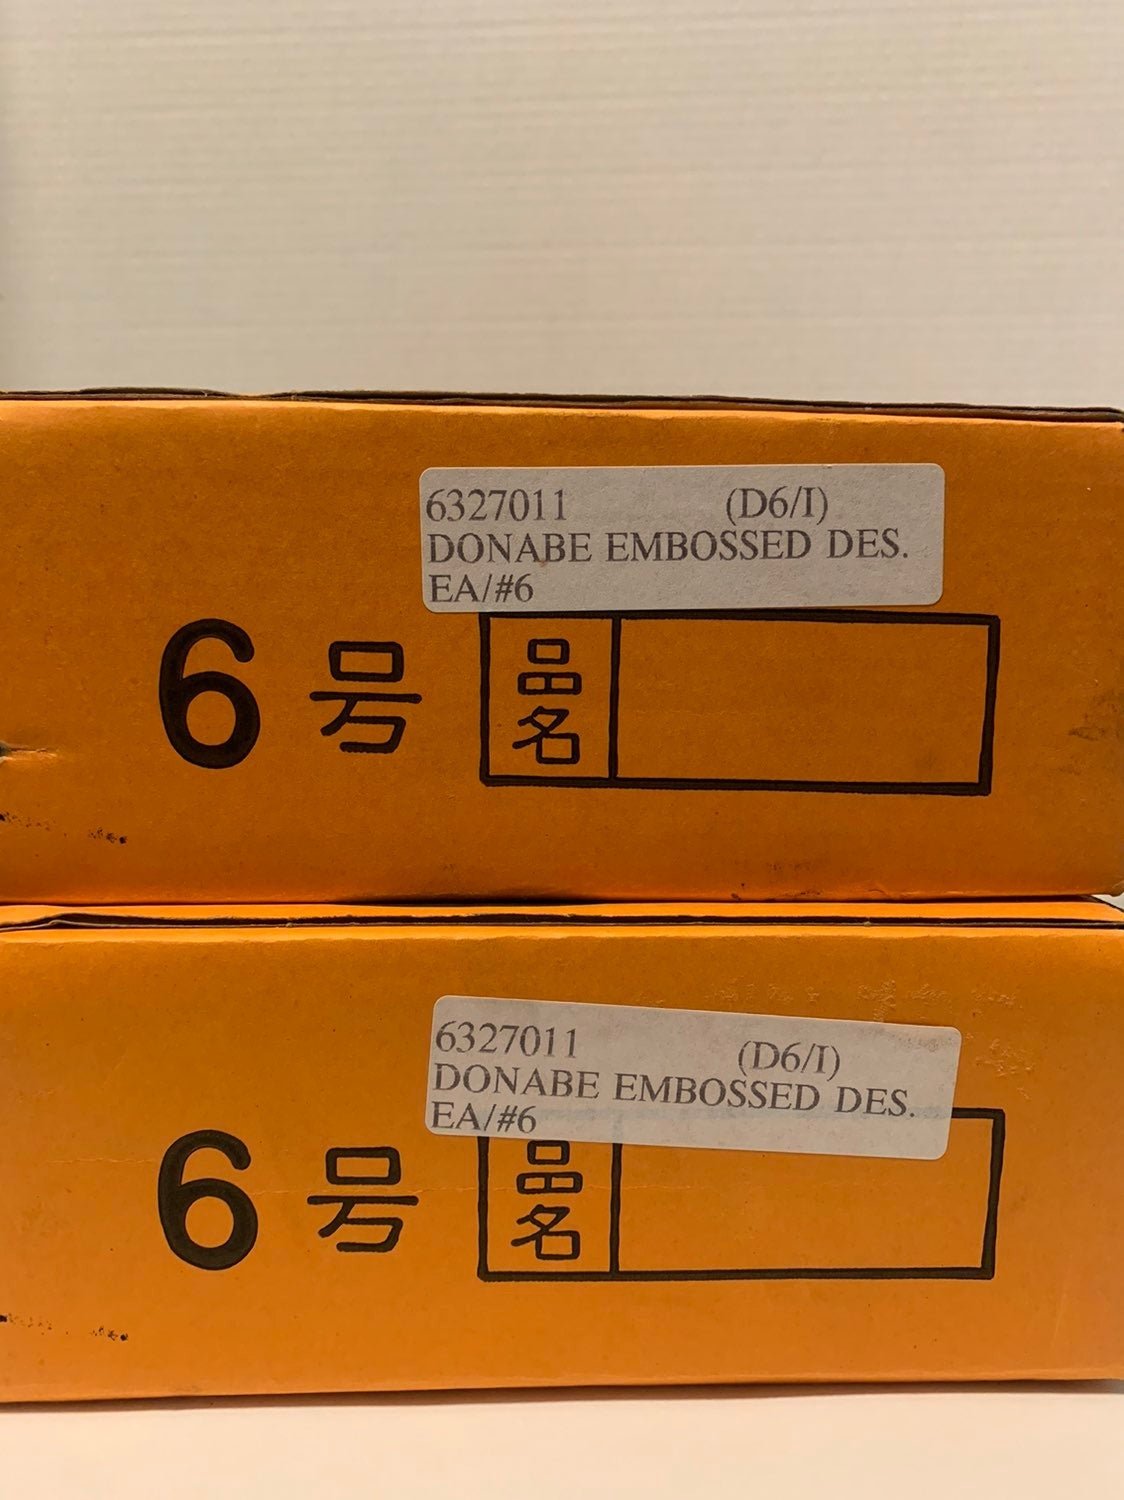 6327011 (D6/I)
DONABE EMBOSSED DES.
EA/#6
6号
品名
6327011 (D6/I)
DONABE EMBOSSED DES.
EA/#6
6号
品名